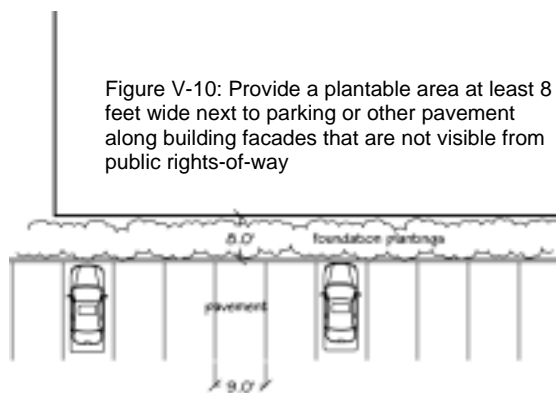 Figure V-10: Provide a plantable area at least 8
feet wide next to parking or other pavement
along building facades that are not visible from
public rights-of-way
8.0' foundation plantings
pavement
9.0'